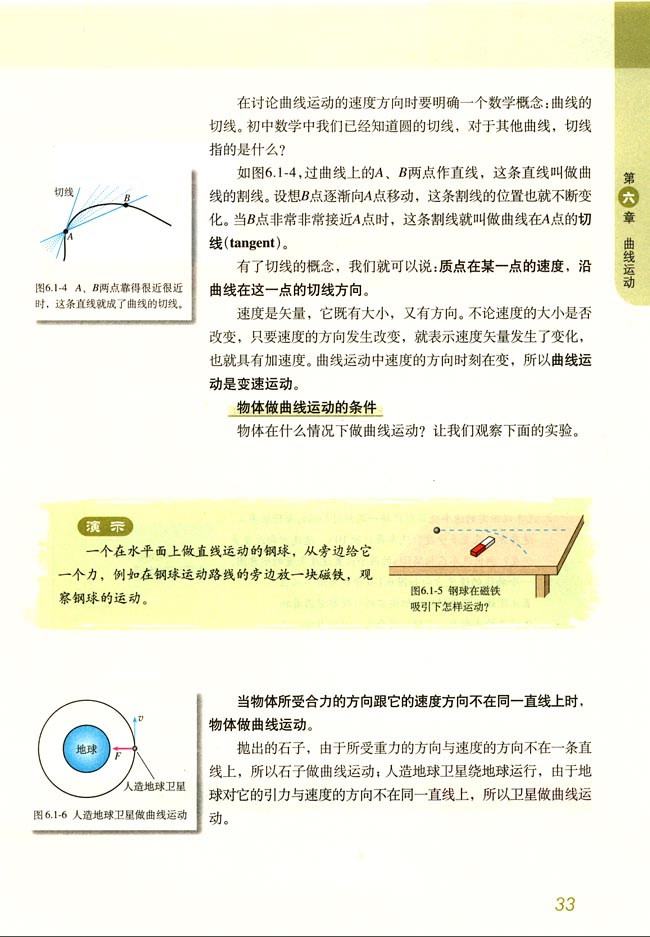 在讨论曲线运动的速度方向时要明确一个数学概念：曲线的
切线。初中数学中我们已经知道圆的切线，对于其他曲线，切线
指的是什么？
如图6.1-4，过曲线上的A、B两点作直线，这条直线叫做曲
线的割线。设想B点逐渐向A点移动，这条割线的位置也就不断变
化。当B点非常非常接近A点时，这条割线就叫做曲线在A点的切
线（tangent）。
有了切线的概念，我们就可以说：质点在某一点的速度，沿
曲线在这一点的切线方向。
速度是矢量，它既有大小，又有方向。不论速度的大小是否
改变，只要速度的方向发生改变，就表示速度矢量发生了变化，
也就具有加速度。曲线运动中速度的方向时刻在变，所以曲线运
动是变速运动。
切线
B
A
图6.1-4 A、B两点靠得很近很近
时，这条直线就成了曲线的切线。
第六章 曲线运动
物体做曲线运动的条件
物体在什么情况下做曲线运动？让我们观察下面的实验。
演示
一个在水平面上做直线运动的钢球，从旁边给它
一个力，例如在钢球运动路线的旁边放一块磁铁，观
察钢球的运动。
图6.1-5 钢球在磁铁
吸引下怎样运动？
当物体所受合力的方向跟它的速度方向不在同一直线上时，
物体做曲线运动。
抛出的石子，由于所受重力的方向与速度的方向不在一条直
线上，所以石子做曲线运动；人造地球卫星绕地球运行，由于地
球对它的引力与速度的方向不在同一直线上，所以卫星做曲线运
动。
v
地球
F
人造地球卫星
图 6.1-6 人造地球卫星做曲线运动
33